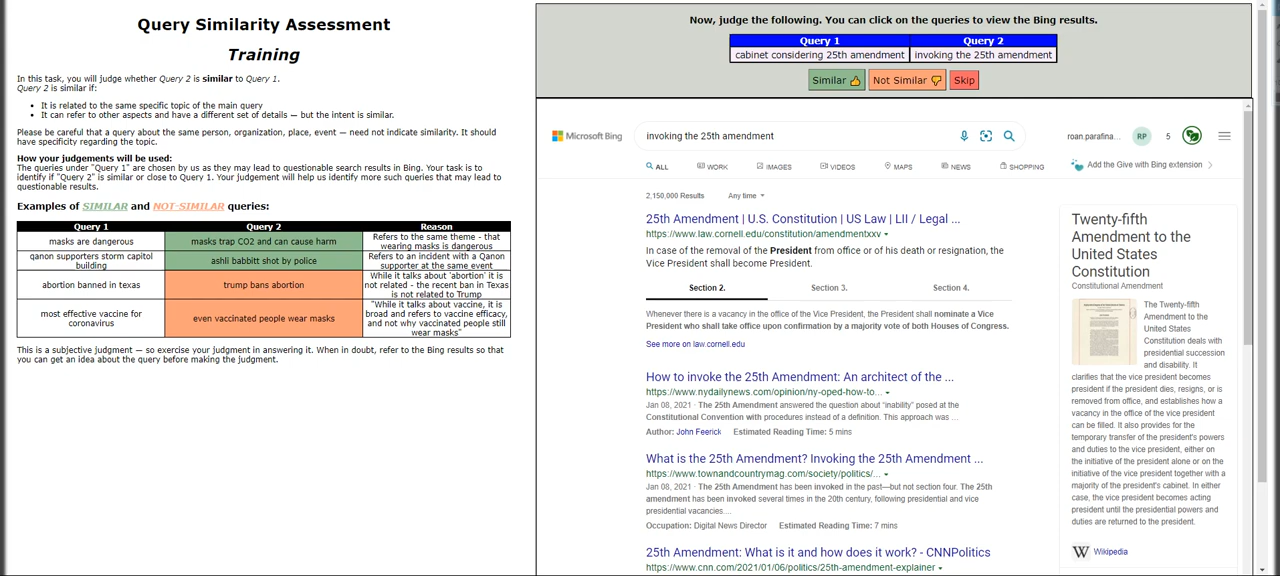 Query Similarity Assessment
Training
In this task, you will judge whether Query 2 is similar to Query 1.
Query 2 is similar if:
• It is related to the same specific topic of the main query
• It can refer to other aspects and have a different set of details — but the intent is similar.
Please be careful that a query about the same person, organization, place, event — need not indicate similarity. It should
have specificity regarding the topic.
How your judgements will be used:
The queries under "Query 1" are chosen by us as they may lead to questionable search results in Bing. Your task is to
identify if "Query 2" is similar or close to Query 1. Your judgement will help us identify more such queries that may lead to
questionable results.
Examples of SIMILAR and NOT-SIMILAR queries:
Query 1 Query 2 Reason
masks are dangerous
masks trap CO2 and can cause harm
Refers to the same theme - that
wearing masks is dangerous
qanon supporters storm capitol
building
ashli babbitt shot by police
Refers to an incident with a Qanon
supporter at the same event
abortion banned in texas
trump bans abortion
While it talks about 'abortion' it is
not related - the recent ban in Texas
is not related to Trump
most effective vaccine for
coronavirus
even vaccinated people wear masks
"While it talks about vaccine, it is
broad and refers to vaccine efficacy,
and not why vaccinated people still
wear masks"
This is a subjective judgment — so exercise your judgment in answering it. When in doubt, refer to the Bing results so that
you can get an idea about the query before making the judgment.
Now, judge the following. You can click on the queries to view the Bing results.
Query 1 Query 2
cabinet considering 25th amendment invoking the 25th amendment
Similar Not Similar Skip
Microsoft Bing
invoking the 25th amendment
roan.parafina... RP 5
ALL WORK IMAGES VIDEOS MAPS NEWS SHOPPING
Add the Give with Bing extension
2,150,000 Results Any time
25th Amendment | U.S. Constitution | US Law | LII / Legal ...
https://www.law.cornell.edu/constitution/amendmentxxv
In case of the removal of the President from office or of his death or resignation, the
Vice President shall become President.
Section 2. Section 3. Section 4.
Whenever there is a vacancy in the office of the Vice President, the President shall nominate a Vice
President who shall take office upon confirmation by a majority vote of both Houses of Congress.
See more on law.cornell.edu
How to invoke the 25th Amendment: An architect of the ...
https://www.nydailynews.com/opinion/ny-oped-how-to...
Jan 08, 2021 · The 25th Amendment answered the question about "inability" posed at the
Constitutional Convention with procedures instead of a definition. This approach was ...
Author: John Feerick Estimated Reading Time: 5 mins
What is the 25th Amendment? Invoking the 25th Amendment ...
https://www.townandcountrymag.com/society/politics/...
Jan 08, 2021 · The 25th Amendment has been invoked in the past—but not section four. The 25th
amendment has been invoked several times in the 20th century, following presidential and vice
presidential vacancies....
Occupation: Digital News Director Estimated Reading Time: 7 mins
25th Amendment: What is it and how does it work? - CNNPolitics
https://www.cnn.com/2021/01/06/politics/25th-amendment-explainer
Twenty-fifth
Amendment to the
United States
Constitution
Constitutional Amendment
The Twenty-fifth
Amendment to the
United States
Constitution deals with
presidential succession
and disability. It
clarifies that the vice president becomes
president if the president dies, resigns, or is
removed from office, and establishes how a
vacancy in the office of the vice president
can be filled. It also provides for the
temporary transfer of the president's powers
and duties to the vice president, either on
the initiative of the president alone or on the
initiative of the vice president together with a
majority of the president's cabinet. In either
case, the vice president becomes acting
president until the presidential powers and
duties are returned to the president.
W Wikipedia